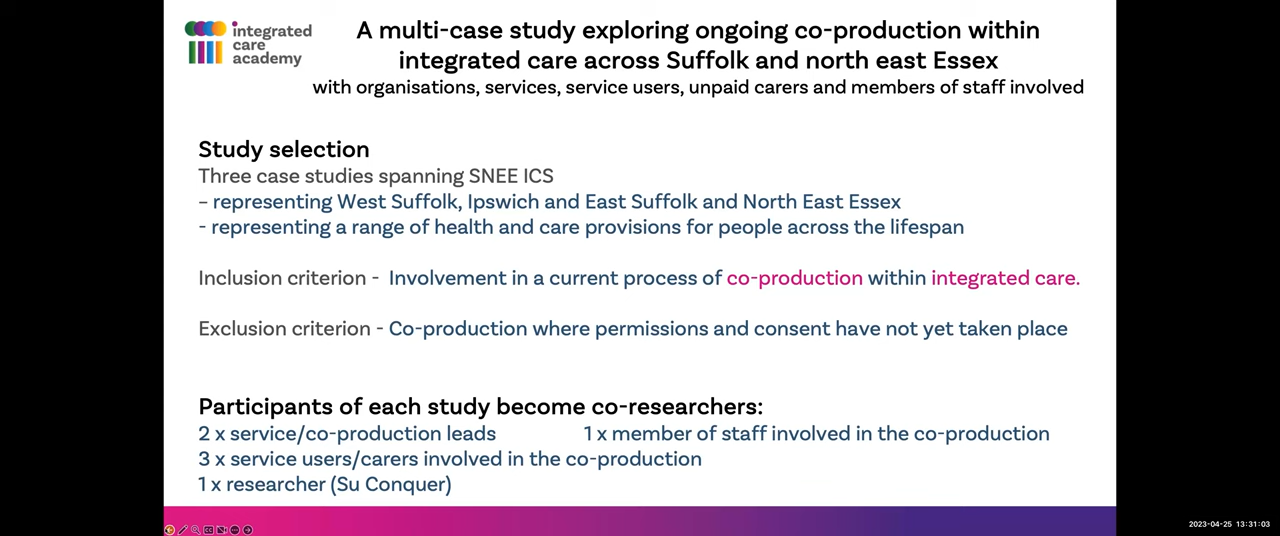 integrated
care
academy
A multi-case study exploring ongoing co-production within
integrated care across Suffolk and north east Essex
with organisations, services, service users, unpaid carers and members of staff involved
Study selection
Three case studies spanning SNEE ICS
– representing West Suffolk, Ipswich and East Suffolk and North East Essex
- representing a range of health and care provisions for people across the lifespan
Inclusion criterion - Involvement in a current process of co-production within integrated care.
Exclusion criterion - Co-production where permissions and consent have not yet taken place
Participants of each study become co-researchers:
2 x service/co-production leads 1 x member of staff involved in the co-production
3 x service users/carers involved in the co-production
1 x researcher (Su Conquer)
2023-04-25 13:31:03